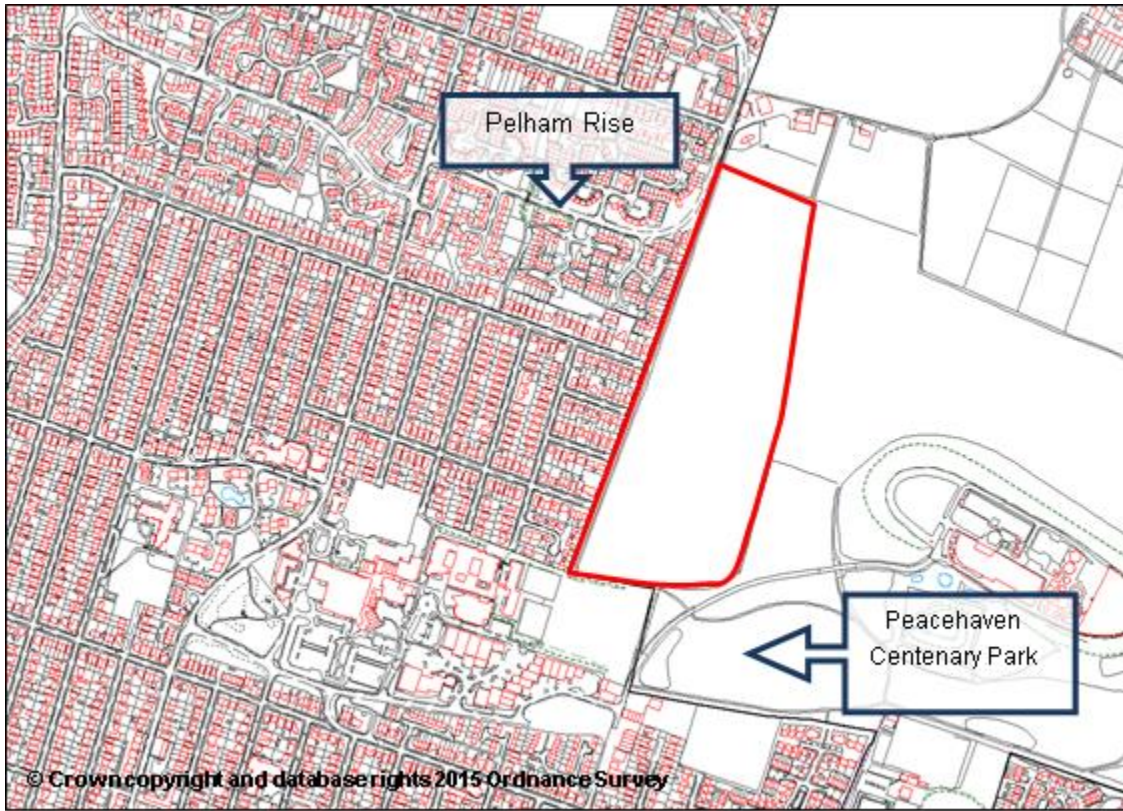 Pelham Rise
Peacehaven
Centenary Park
© Crown copyright and database rights 2015 Ordnance Survey